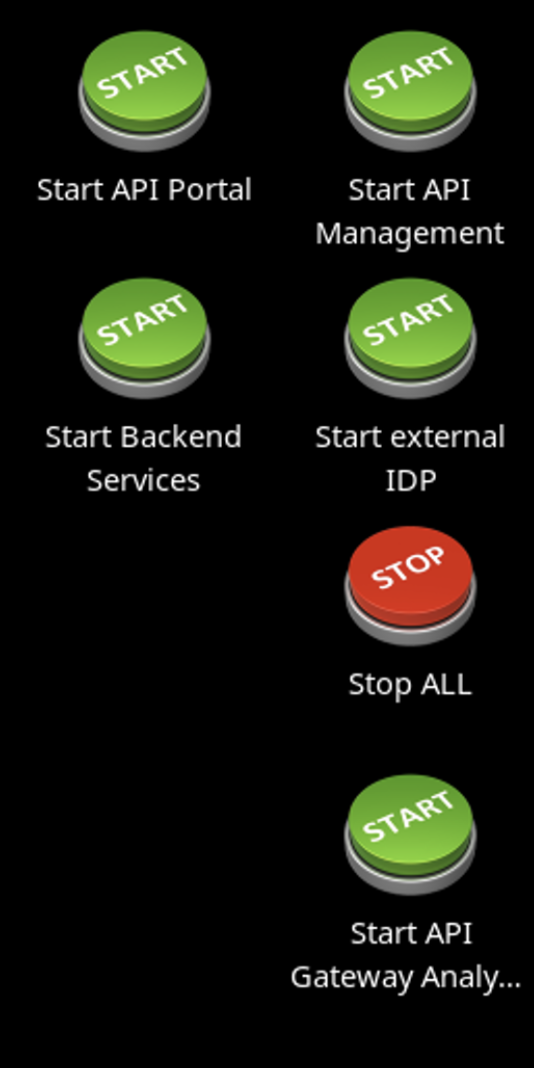 START
START
Start API Portal
Start API
Management
START
START
Start Backend
Services
Start external
IDP
STOP
Stop ALL
START
Start API
Gateway Analy...